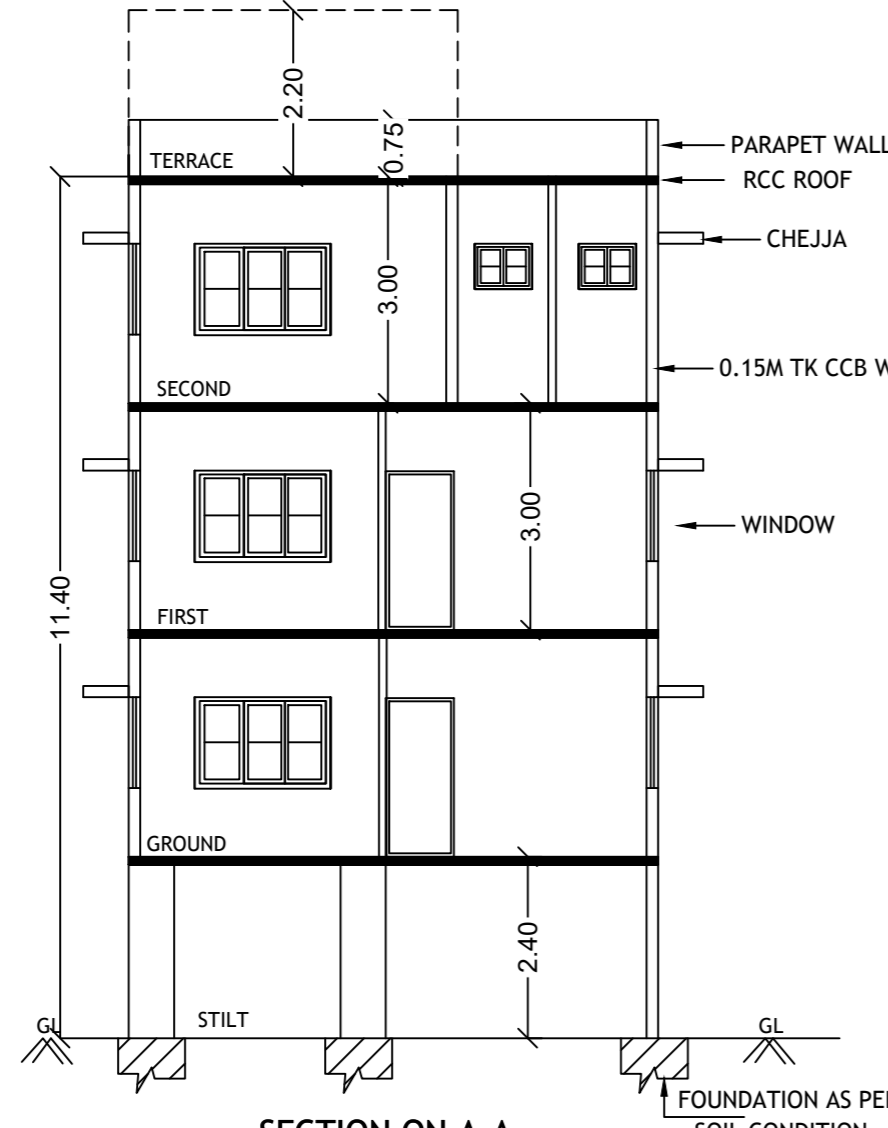 2.20
0.75
TERRACE
PARAPET WALL
RCC ROOF
CHEJJA
3.00
0.15M TK CCB W
SECOND
3.00
WINDOW
11.40
FIRST
GROUND
2.40
STILT
GL
GL
FOUNDATION AS PE
SOIL CONDITION
SECTION ON A-A